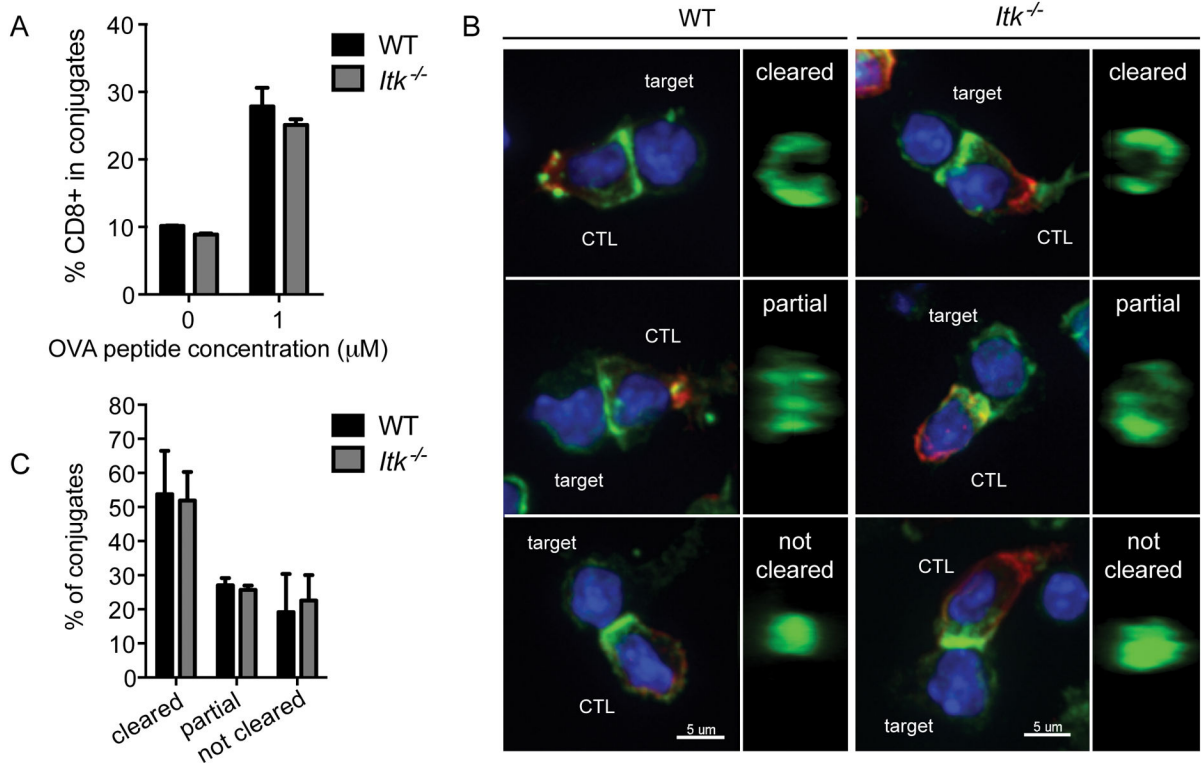 A
40
30
20
10
0
% CD8+ in conjugates
WT
Itk -/-
0 1
OVA peptide concentration (μM)
C
80
70
60
50
40
30
20
10
0
% of conjugates
WT
Itk -/-
cleared
partial
not cleared
B
WT
Itk -/-
target
CTL
cleared
target
CTL
cleared
CTL
target
partial
target
CTL
partial
target
CTL
5 um
not
cleared
CTL
target
5 um
not
cleared